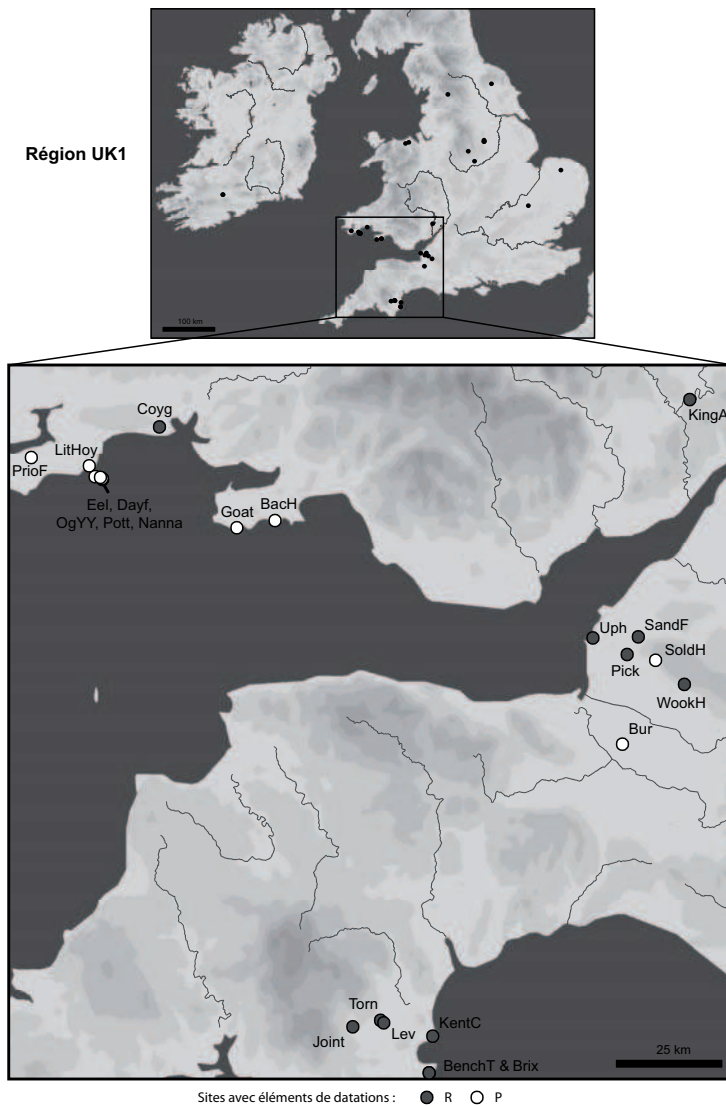 Région UK1
100 km
Coyg
KingA
LitHoy
PrioF
Eel, Dayf,
OgYY, Pott, Nanna
Goat
BacH
Uph
SandF
SoldH
Pick
WookH
Bur
Torn
Joint
Lev
KentC
BenchT & Brix
25 km
Sites avec éléments de datations : R P